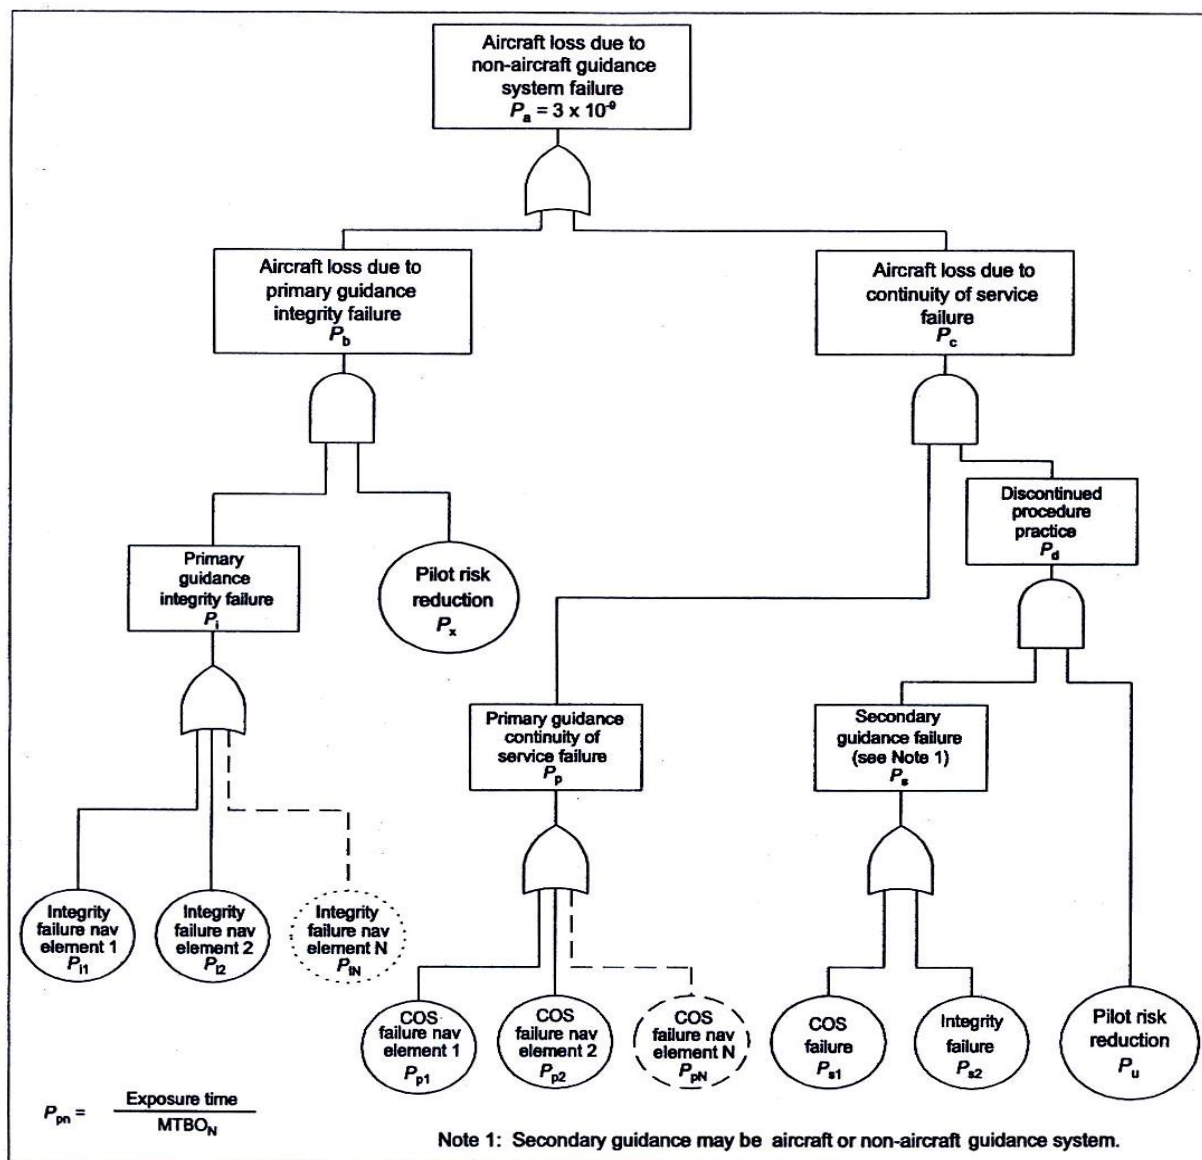 Aircraft loss due to
non-aircraft guidance
system failure
Pa = 3 x 10-9
Aircraft loss due to
primary guidance
integrity failure
Pb
Aircraft loss due to
continuity of service
failure
Pc
Discontinued
procedure
practice
Pd
Primary
guidance
integrity failure
Pi
Pilot risk
reduction
Px
Primary guidance
continuity of
service failure
Pp
Secondary
guidance failure
(see Note 1)
Ps
Integrity
failure nav
element 1
Pi1
Integrity
failure nav
element 2
Pi2
Integrity
failure nav
element N
PiN
COS
failure nav
element 1
Pp1
COS
failure nav
element 2
Pp2
COS
failure nav
element N
PpN
COS
failure
Ps1
Integrity
failure
Ps2
Pilot risk
reduction
Pu
Ppn = Exposure time
MTBON
Note 1: Secondary guidance may be aircraft or non-aircraft guidance system.